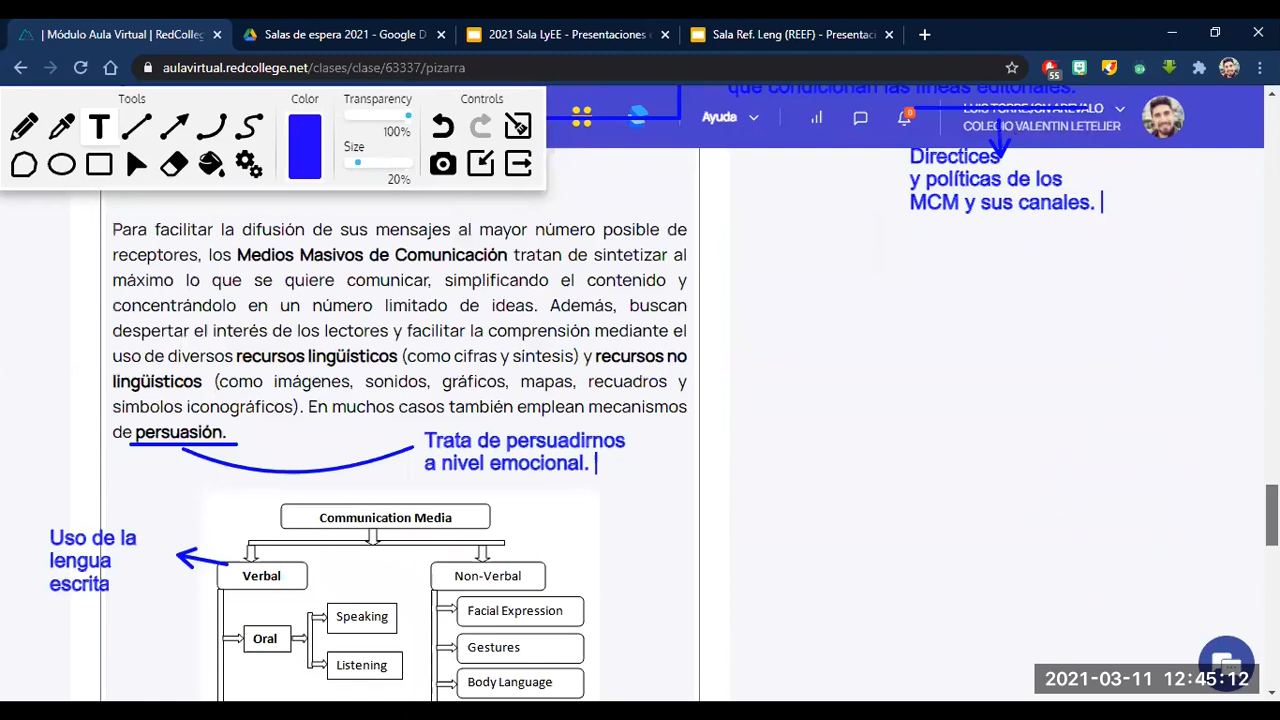 | Módulo Aula Virtual | RedColleg
Salas de espera 2021 - Google D
2021 Sala LyEE - Presentaciones
Sala Ref. Leng (REEF) - Presentaci
aulavirtual.redcollege.net/clases/clase/63337/pizarra
55
que condicionan las líneas editoriales.
Tools
Color
Transparency
100%
Size
20%
Controls
T
Ayuda
0
LUIS TORREJÓN ARÉVALO
COLEGIO VALENTIN LETELIER
Directices
y políticas de los
MCM y sus canales.
Para facilitar la difusión de sus mensajes al mayor número posible de
receptores, los Medios Masivos de Comunicación tratan de sintetizar al
máximo lo que se quiere comunicar, simplificando el contenido y
concentrándolo en un número limitado de ideas. Además, buscan
despertar el interés de los lectores y facilitar la comprensión mediante el
uso de diversos recursos lingüísticos (como cifras y síntesis) y recursos no
lingüísticos (como imágenes, sonidos, gráficos, mapas, recuadros y
símbolos iconográficos). En muchos casos también emplean mecanismos
de persuasión.
Trata de persuadirnos
a nivel emocional.
Communication Media
Uso de la
lengua
escrita
Verbal
Non-Verbal
Speaking
Facial Expression
Oral
Gestures
Listening
Body Language
2021-03-11 12:45:12